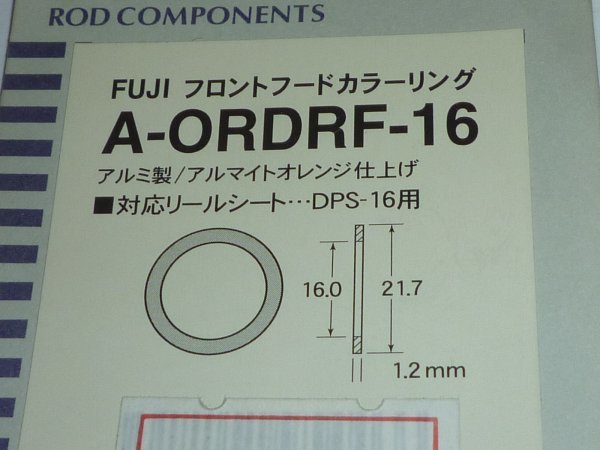 ROD COMPONENTS
FUJI フロントフードカラーリング
A-ORDRF-16
アルミ製/アルマイトオレンジ仕上げ
■対応リールシート…DPS-16用
16.0
21.7
1.2mm